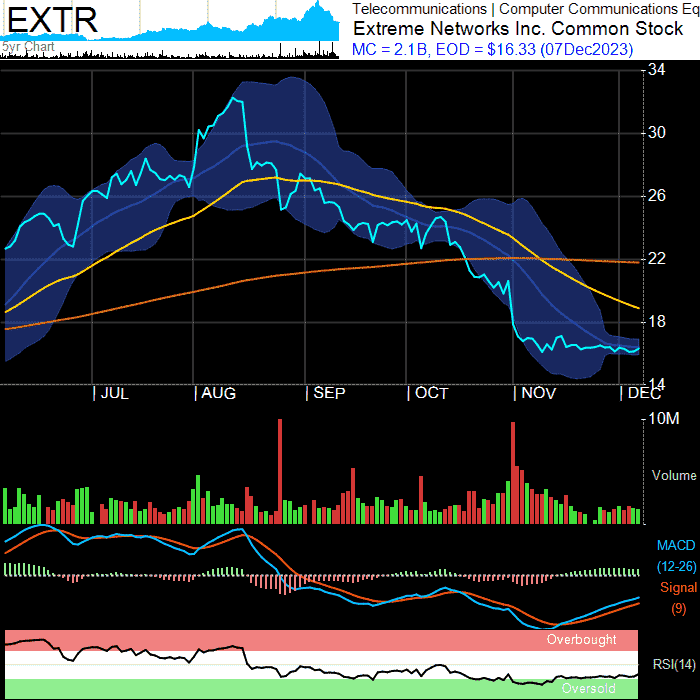 EXTR
Telecommunications | Computer Communications Eq
Extreme Networks Inc. Common Stock
5yr Chart
MC = 2.1B, EOD = $16.33 (07Dec2023)
34
30
26
22
18
14
| JUL | AUG | SEP | OCT | NOV | DEC
10M
Volume
MACD
(12-26)
Signal
(9)
Overbought
RSI(14)
Oversold